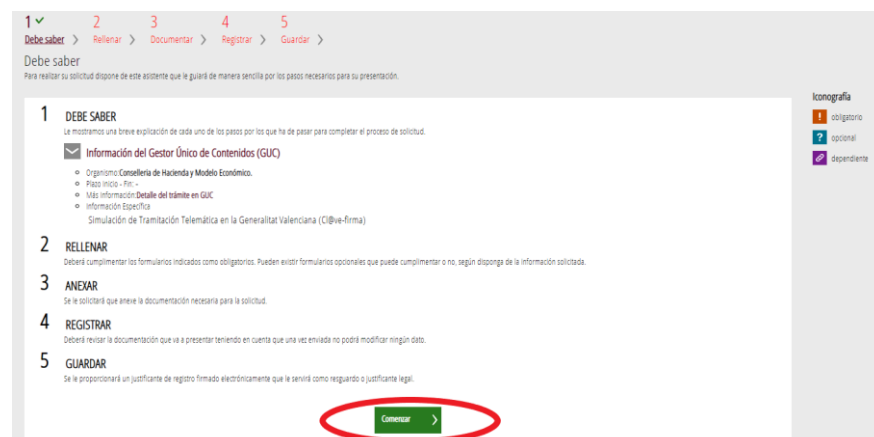 1 2 3 4 5
Debe saber Rellenar Documentar Registrar Guardar
Debe saber
Para realizar su solicitud dispone de este asistente que le guiará de manera sencilla por los pasos necesarios para su presentación.
Iconografía
! obligatorio
? opcional
dependiente
1 DEBE SABER
Le mostramos una breve explicación de cada uno de los pasos por los que ha de pasar para completar el proceso de solicitud.
Información del Gestor Único de Contenidos (GUC)
Organismo:Conselleria de Hacienda y Modelo Económico.
Plazo Inicio - Fin: -
Más información:Detalle del trámite en GUC
Información Específica
Simulación de Tramitación Telemática en la Generalitat Valenciana (Cl@ve-firma)
2 RELLENAR
Deberá cumplimentar los formularios indicados como obligatorios. Pueden existir formularios opcionales que puede cumplimentar o no, según disponga de la información solicitada.
3 ANEXAR
Se le solicitará que anexe la documentación necesaria para la solicitud.
4 REGISTRAR
Deberá revisar la documentación que va a presentar teniendo en cuenta que una vez enviada no podrá modificar ningún dato.
5 GUARDAR
Se le proporcionará un justificante de registro firmado electrónicamente que le servirá como resguardo o justificante legal.
Comenzar